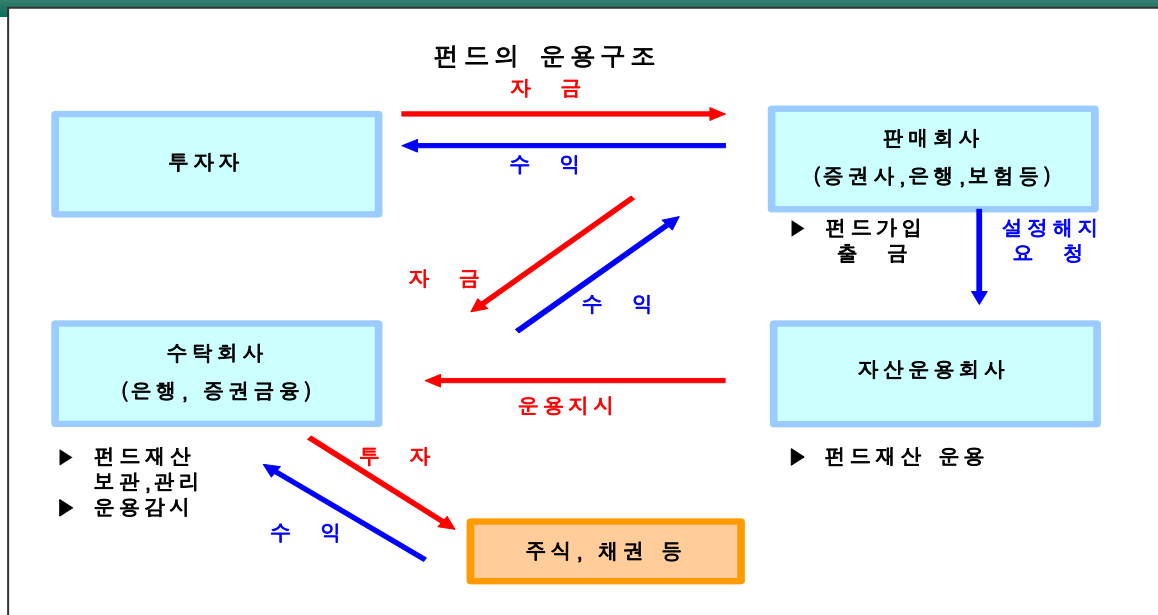 펀드의 운용구조
자 금
투자자
수 익
판매회사
(증권사,은행,보험등)
▶ 펀드가입
출 금
설정해지
요 청
자 금
수 익
수탁회사
(은행, 증권금융)
운용지시
자산운용회사
▶ 펀드재산
보관,관리
▶ 운용감시
투 자
수 익
▶ 펀드재산 운용
주식, 채권 등